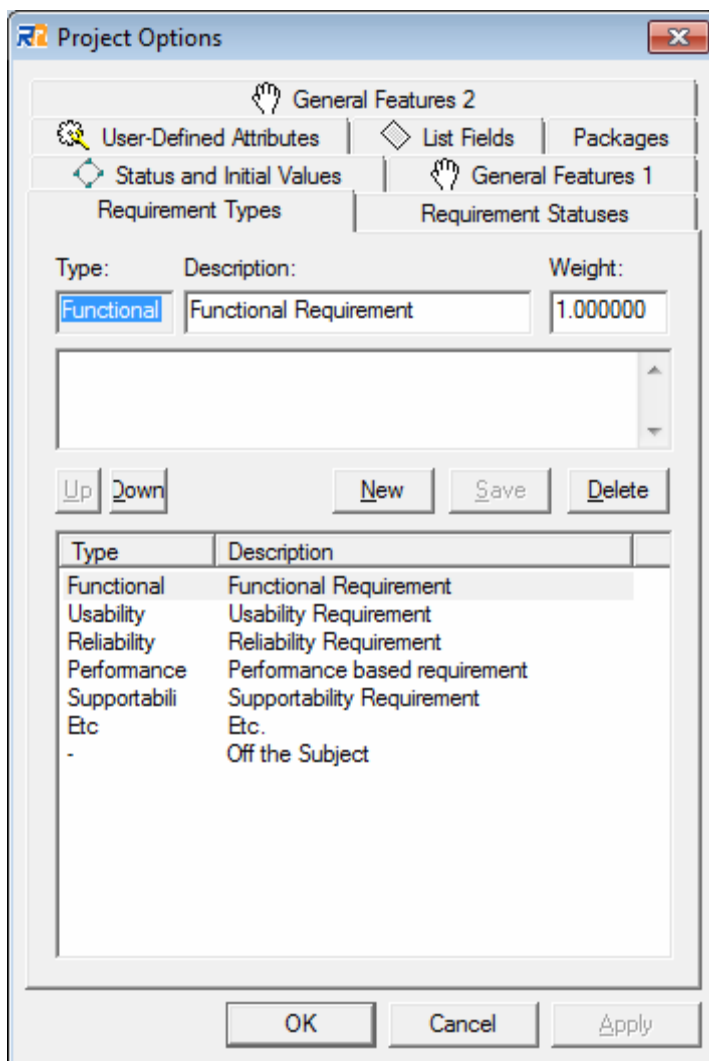 Project Options
General Features 2
User-Defined Attributes List Fields Packages
Status and Initial Values General Features 1
Requirement Types Requirement Statuses
Type: Description: Weight:
Functional Functional Requirement 1.000000
Up Down New Save Delete
Type Description
Functional Functional Requirement
Usability Usability Requirement
Reliability Reliability Requirement
Performance Performance based requirement
Supportabili Supportability Requirement
Etc Etc.
- Off the Subject
OK Cancel Apply